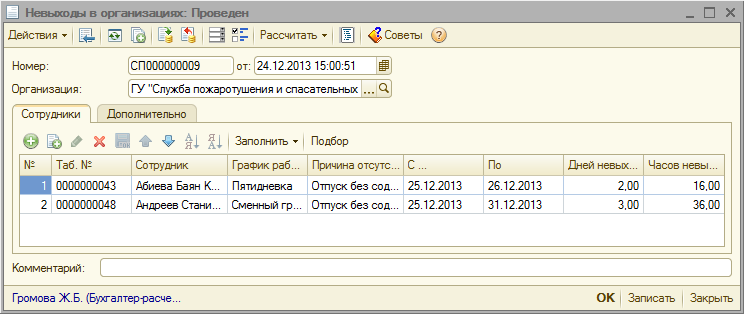 Невыходы в организациях: Проведен
Действия Рассчитать Советы
Номер: СП000000009 от: 24.12.2013 15:00:51
Организация: ГУ "Служба пожаротушения и спасательных ...
Сотрудники Дополнительно
Заполнить Подбор
№ Таб. № Сотрудник График раб... Причина отсутс... С ... По Дней невых... Часов невы...
1 0000000043 Абиева Баян К... Пятидневка Отпуск без сод... 25.12.2013 26.12.2013 2,00 16,00
2 0000000048 Андреев Стани... Сменный гр... Отпуск без сод... 25.12.2013 31.12.2013 3,00 36,00
Комментарий:
Громова Ж.Б. (Бухгалтер-расче... OK Записать Закрыть